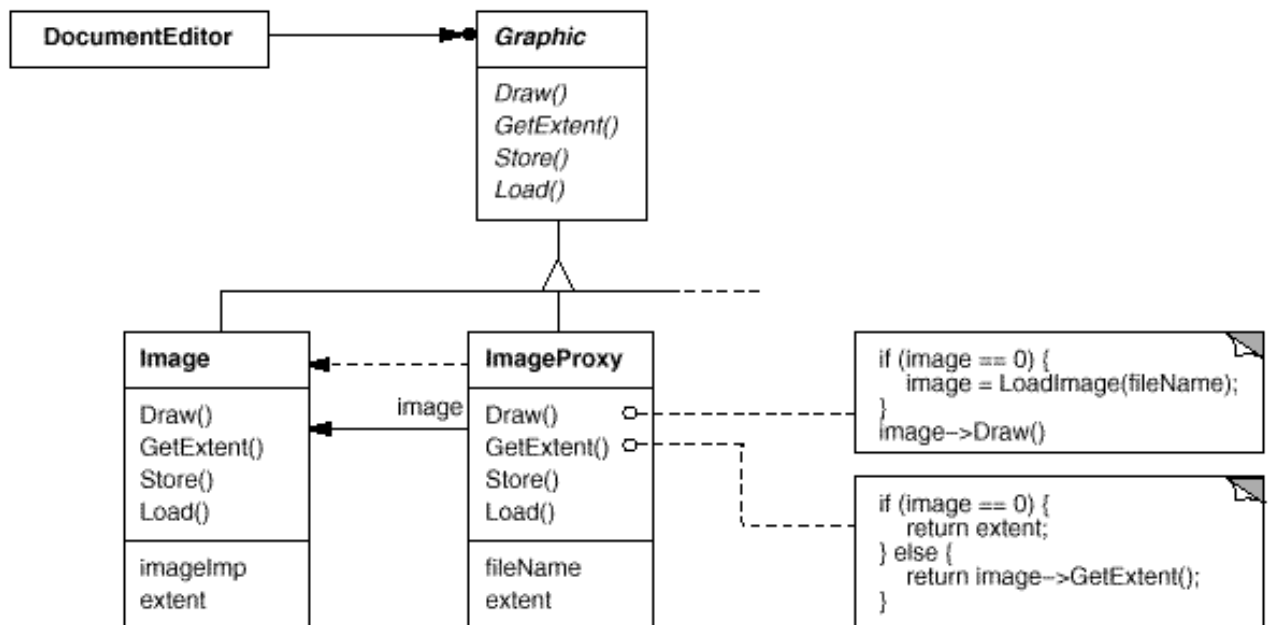 DocumentEditor
Graphic
Draw()
GetExtent()
Store()
Load()
Image
Draw()
GetExtent()
Store()
Load()
imageImp
extent
image
ImageProxy
Draw()
GetExtent()
Store()
Load()
fileName
extent
if (image == 0) {
image = LoadImage(fileName);
}
image->Draw()
if (image == 0) {
return extent;
} else {
return image->GetExtent();
}